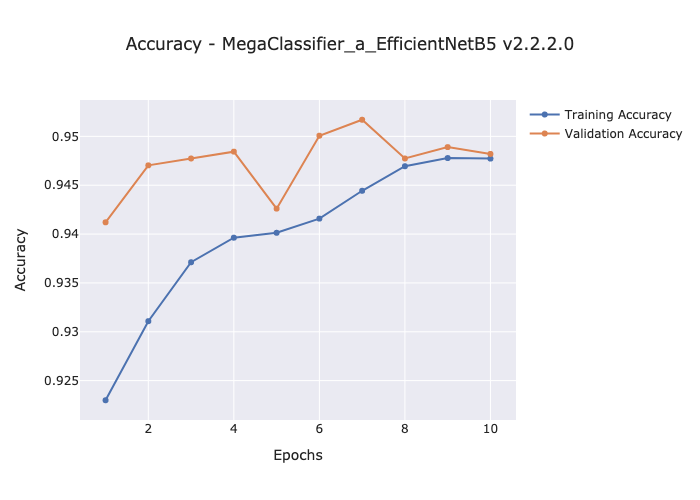 Accuracy - MegaClassifier_a_EfficientNetB5 v2.2.2.0
Training Accuracy
Validation Accuracy
0.95
0.945
0.94
0.935
0.93
0.925
Accuracy
2 4 6 8 10
Epochs